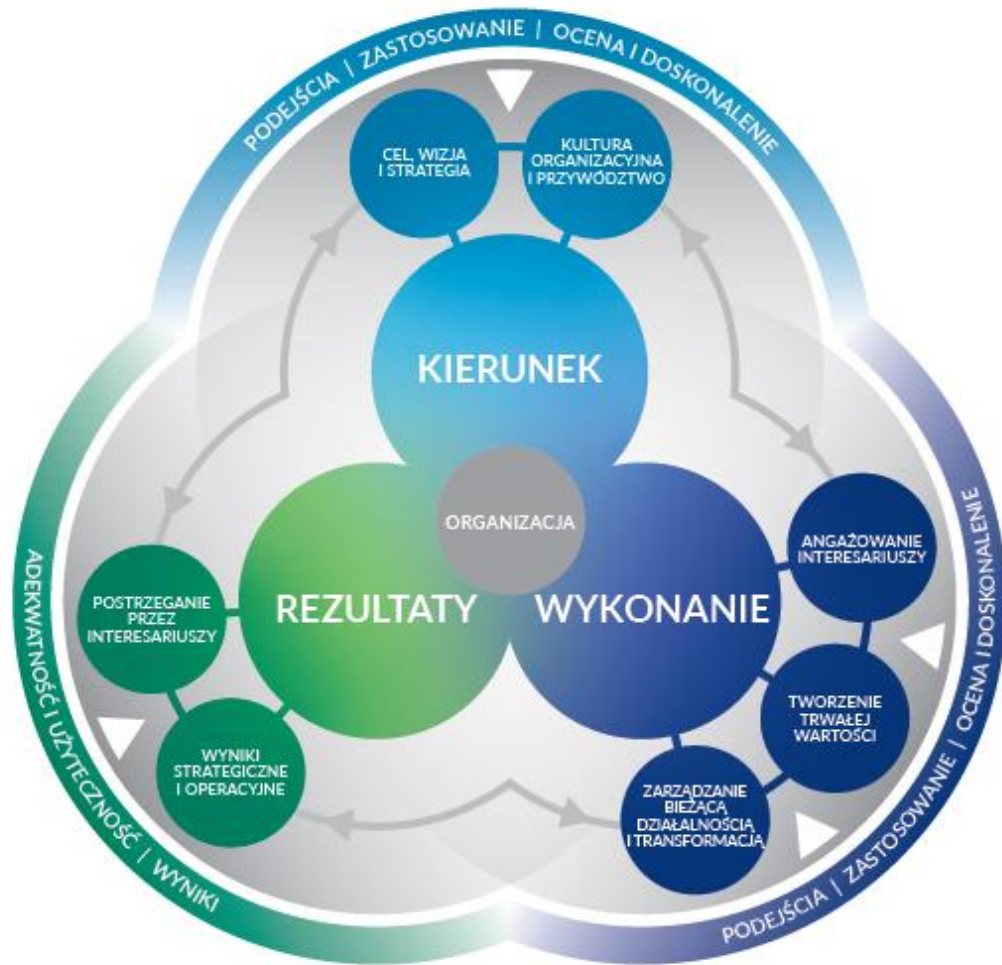 PODEJŚCIA | ZASTOSOWANIE | OCENA I DOSKONALENIE
CEL, WIZJA
I STRATEGIA
KULTURA
ORGANIZACYJNA
I PRZYWÓDZTWO
KIERUNEK
ORGANIZACJA
REZULTATY
WYKONANIE
ANGAŻOWANIE
INTERESARIUSZY
TWORZENIE
TRWAŁEJ
WARTOŚCI
ZARZĄDZANIE
BIEŻĄCĄ
DZIAŁALNOŚCIĄ
I TRANSFORMACJĄ
PODEJŚCIA | ZASTOSOWANIE | OCENA I DOSKONALENIE
POSTRZEGANIE
PRZEZ
INTERESARIUSZY
WYNIKI
STRATEGICZNE
I OPERACYJNE
ADEKWATNOŚĆ I UŻYTECZNOŚĆ | WYNIKI